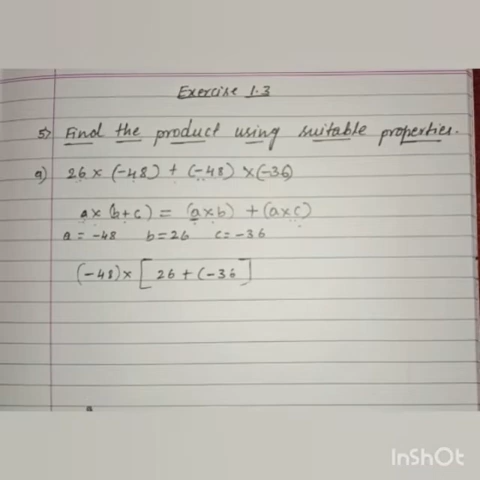 Exercise 1.3
5) Find the product using suitable properties.
a) 26 × (-48) + (-48) × (-36)
a × (b+c) = (a×b) + (a×c)
a = -48 b = 26 c = -36
(-48) × [ 26 + (-36 ]
InShOt